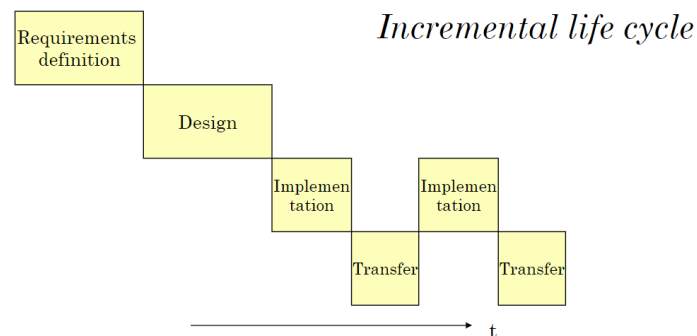 Incremental life cycle
Requirements
definition
Design
Implemen
tation
Implemen
tation
Transfer
Transfer
t